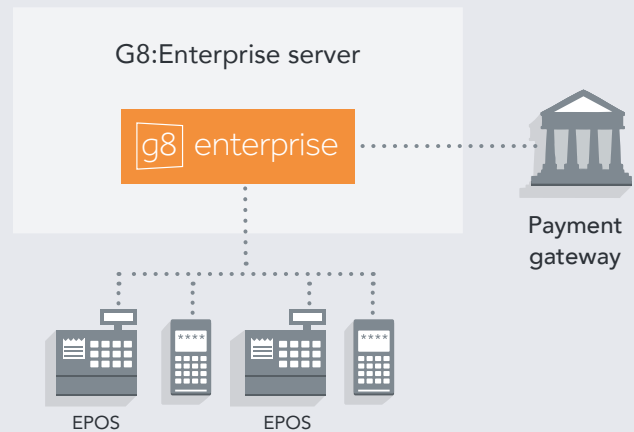 G8:Enterprise server
g8 enterprise
Payment
gateway
****
****
EPOS
EPOS